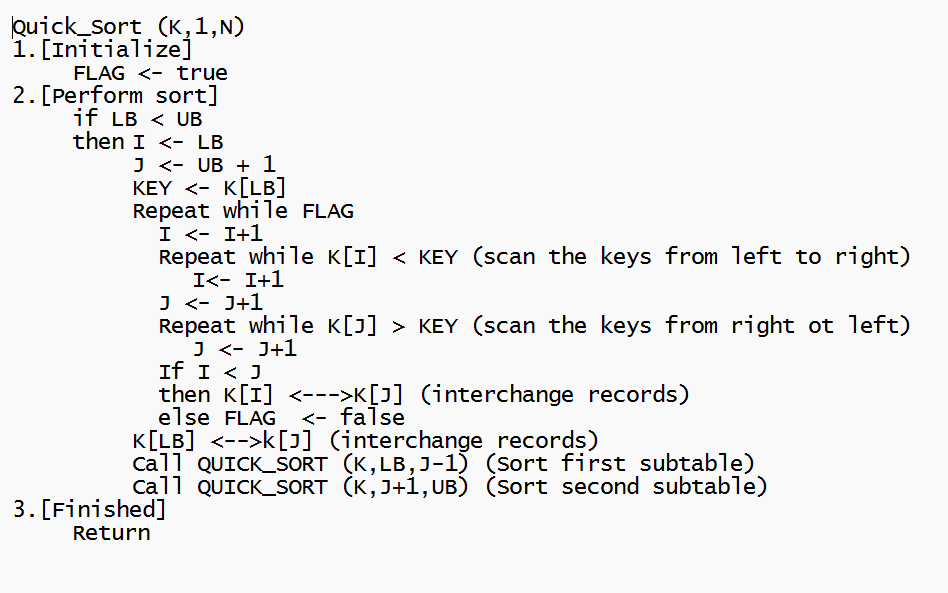 Quick_Sort (K,1,N)
1.[Initialize]
FLAG <- true
2.[Perform sort]
if LB < UB
then I <- LB
J <- UB + 1
KEY <- K[LB]
Repeat while FLAG
I <- I+1
Repeat while K[I] < KEY (scan the keys from left to right)
I<- I+1
J <- J+1
Repeat while K[J] > KEY (scan the keys from right ot left)
J <- J+1
If I < J
then K[I] <--->K[J] (interchange records)
else FLAG  <- false
K[LB] <-->k[J] (interchange records)
Call QUICK_SORT (K,LB,J-1) (Sort first subtable)
Call QUICK_SORT (K,J+1,UB) (Sort second subtable)
3.[Finished]
Return